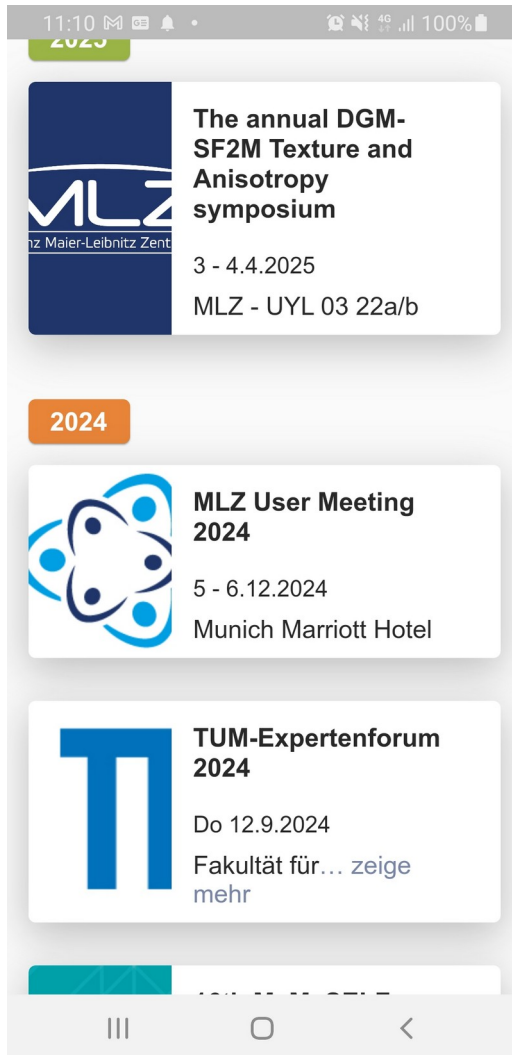 11:10
4G
100%
2025
The annual DGM-
SF2M Texture and
Anisotropy
symposium
MLZ
nz Maier-Leibnitz Zent
3 - 4.4.2025
MLZ - UYL 03 22a/b
2024
MLZ User Meeting
2024
5 - 6.12.2024
Munich Marriott Hotel
TUM-Expertenforum
2024
Do 12.9.2024
Fakultät für… zeige
mehr